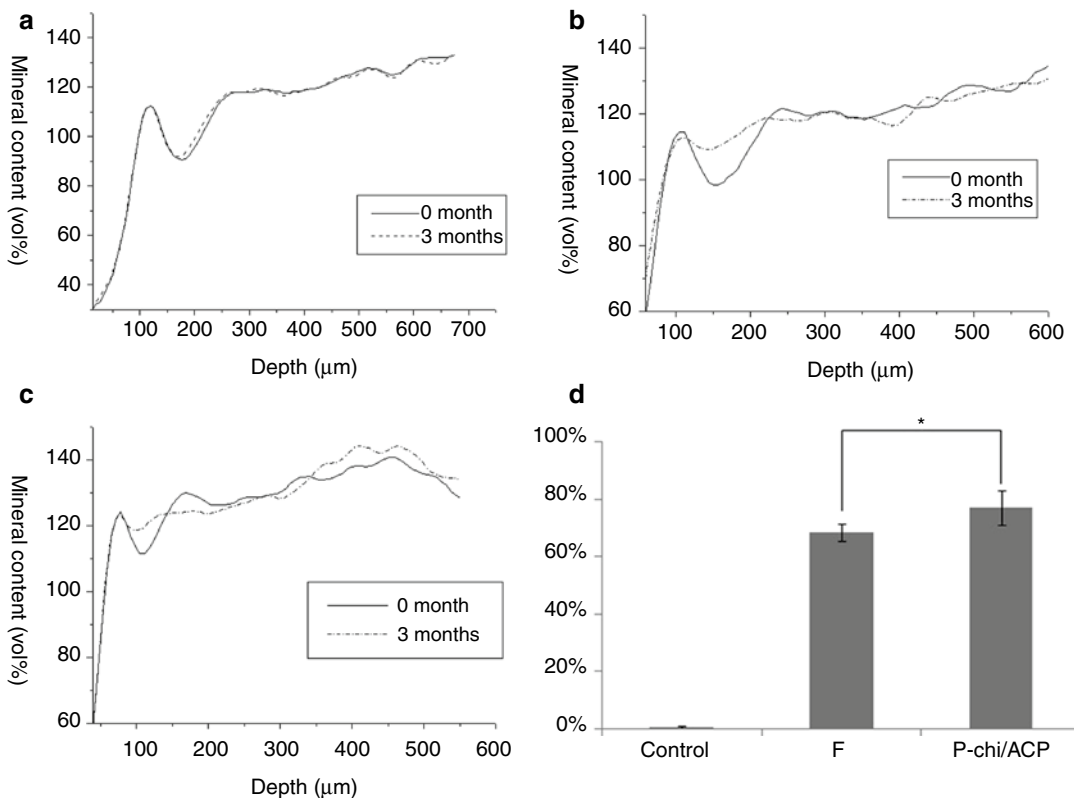 a
Mineral content (vol%)
140
120
100
80
60
40
100 200 300 400 500 600 700
Depth (μm)
0 month
3 months
b
Mineral content (vol%)
140
120
100
80
60
100 200 300 400 500 600
Depth (μm)
0 month
3 months
c
Mineral content (vol%)
140
120
100
80
60
100 200 300 400 500 600
Depth (μm)
0 month
3 months
d
100%
80%
60%
40%
20%
0%
*
Control F P-chi/ACP